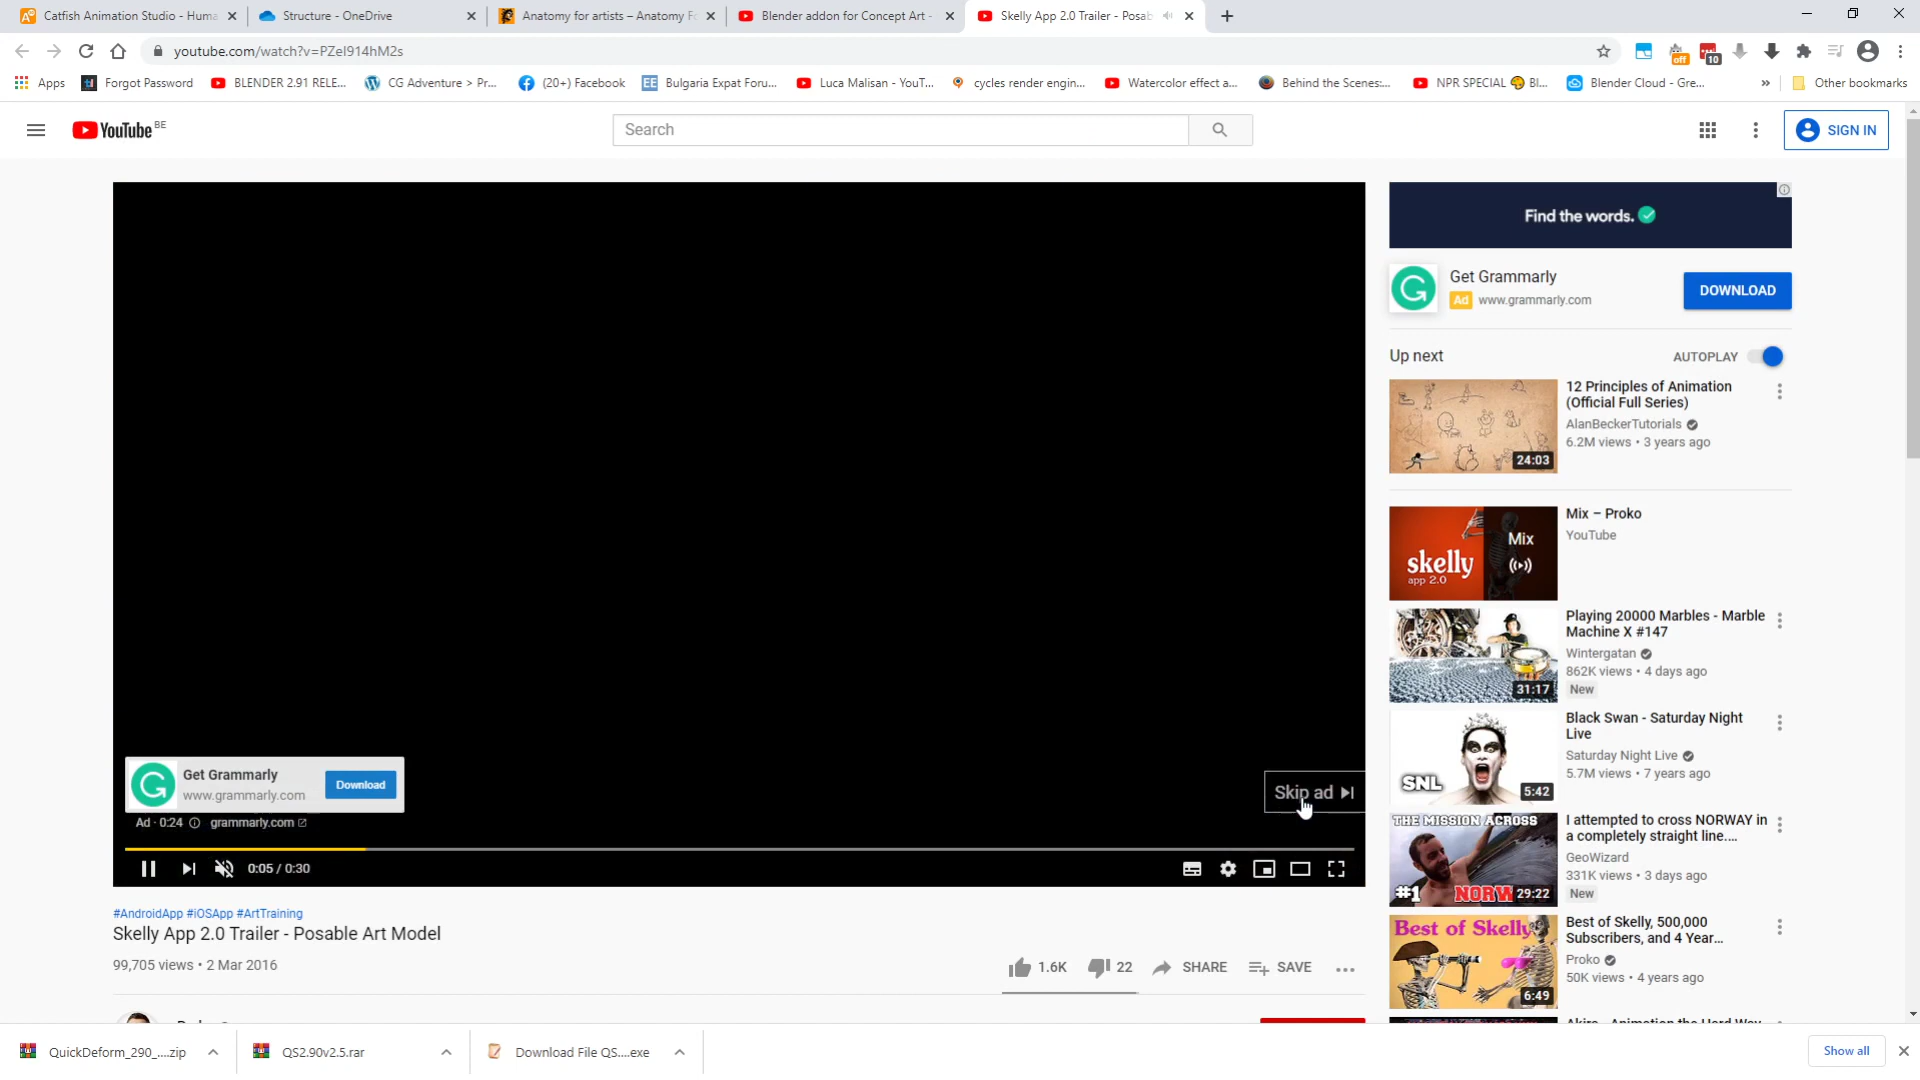 Catfish Animation Studio - Huma
Structure - OneDrive
Anatomy for artists – Anatomy F
Blender addon for Concept Art -
Skelly App 2.0 Trailer - Posab
youtube.com/watch?v=PZeI914hM2s
off
10
Apps
Forgot Password
BLENDER 2.91 RELE...
CG Adventure > Pr...
(20+) Facebook
EE Bulgaria Expat Foru...
Luca Malisan - YouT...
cycles render engin...
Watercolor effect a...
Behind the Scenes:...
NPR SPECIAL Bl...
Blender Cloud - Gre...
»
Other bookmarks
YouTube BE
Search
SIGN IN
Find the words.
Get Grammarly
Ad www.grammarly.com
DOWNLOAD
Up next
AUTOPLAY
12 Principles of Animation
(Official Full Series)
AlanBeckerTutorials
6.2M views • 3 years ago
24:03
Mix – Proko
YouTube
Mix
skelly
app 2.0
Playing 20000 Marbles - Marble
Machine X #147
Wintergatan
862K views • 4 days ago
New
31:17
Black Swan - Saturday Night
Live
Saturday Night Live
5.7M views • 7 years ago
SNL
5:42
THE MISSION ACROSS
#1 NORW
29:22
I attempted to cross NORWAY in
a completely straight line....
GeoWizard
331K views • 3 days ago
New
Best of Skelly
6:49
Best of Skelly, 500,000
Subscribers, and 4 Year...
Proko
50K views • 4 years ago
Get Grammarly
www.grammarly.com
Download
Ad · 0:24
grammarly.com
Skip ad
0:05 / 0:30
#AndroidApp #iOSApp #ArtTraining
Skelly App 2.0 Trailer - Posable Art Model
99,705 views • 2 Mar 2016
1.6K
22
SHARE
SAVE
QuickDeform_290_....zip
QS2.90v2.5.rar
Download File QS....exe
Show all